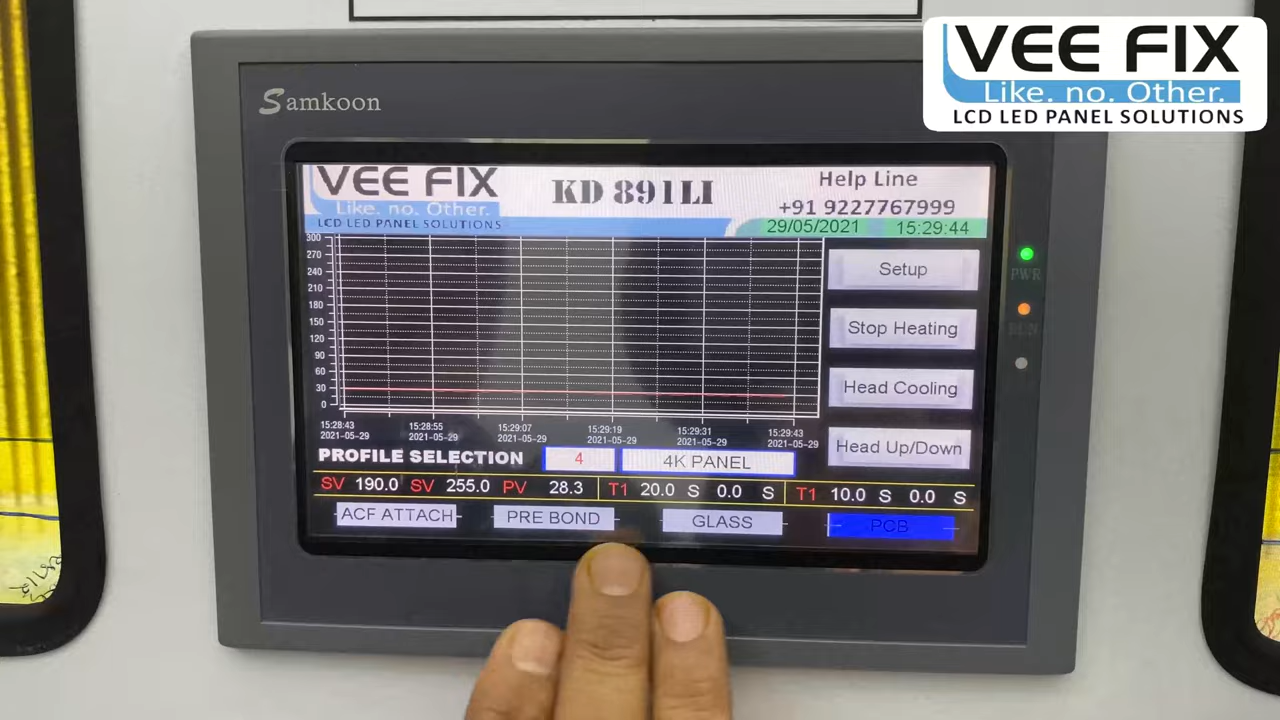 VEE FIX
Like. no. Other.
LCD LED PANEL SOLUTIONS
Samkoon
VEE FIX
Like. no. Other.
LCD LED PANEL SOLUTIONS
KD 891LI
Help Line
+91 9227767999
29/05/2021 15:29:44
300
270
240
210
180
150
120
90
60
30
0
15:28:43 15:28:55 15:29:07 15:29:19 15:29:31 15:29:43
2021-05-29 2021-05-29 2021-05-29 2021-05-29 2021-05-29 2021-05-29
Setup
Stop Heating
Head Cooling
Head Up/Down
PWR
PROFILE SELECTION 4 4K PANEL
SV 190.0 SV 255.0 PV 28.3 T1 20.0 S 0.0 S T1 10.0 S 0.0 S
ACF ATTACH PRE BOND GLASS PCB